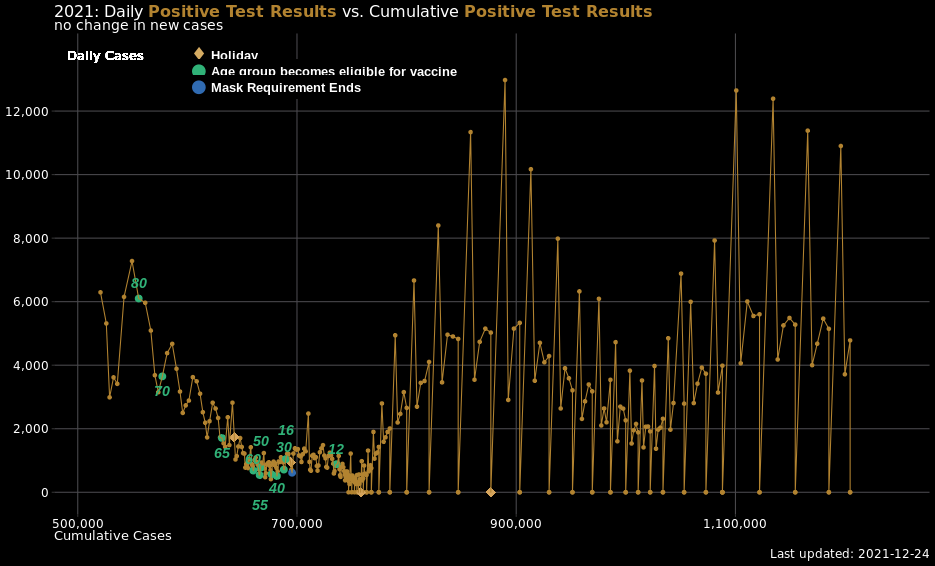 2021: Daily Positive Test Results vs. Cumulative Positive Test Results
no change in new cases
Daily Cases
Holiday
Age group becomes eligible for vaccine
Mask Requirement Ends
12,000
10,000
8,000
6,000
4,000
2,000
0
80
70
65
50
60
16
30
40
55
12
500,000 700,000 900,000 1,100,000
Cumulative Cases
Last updated: 2021-12-24